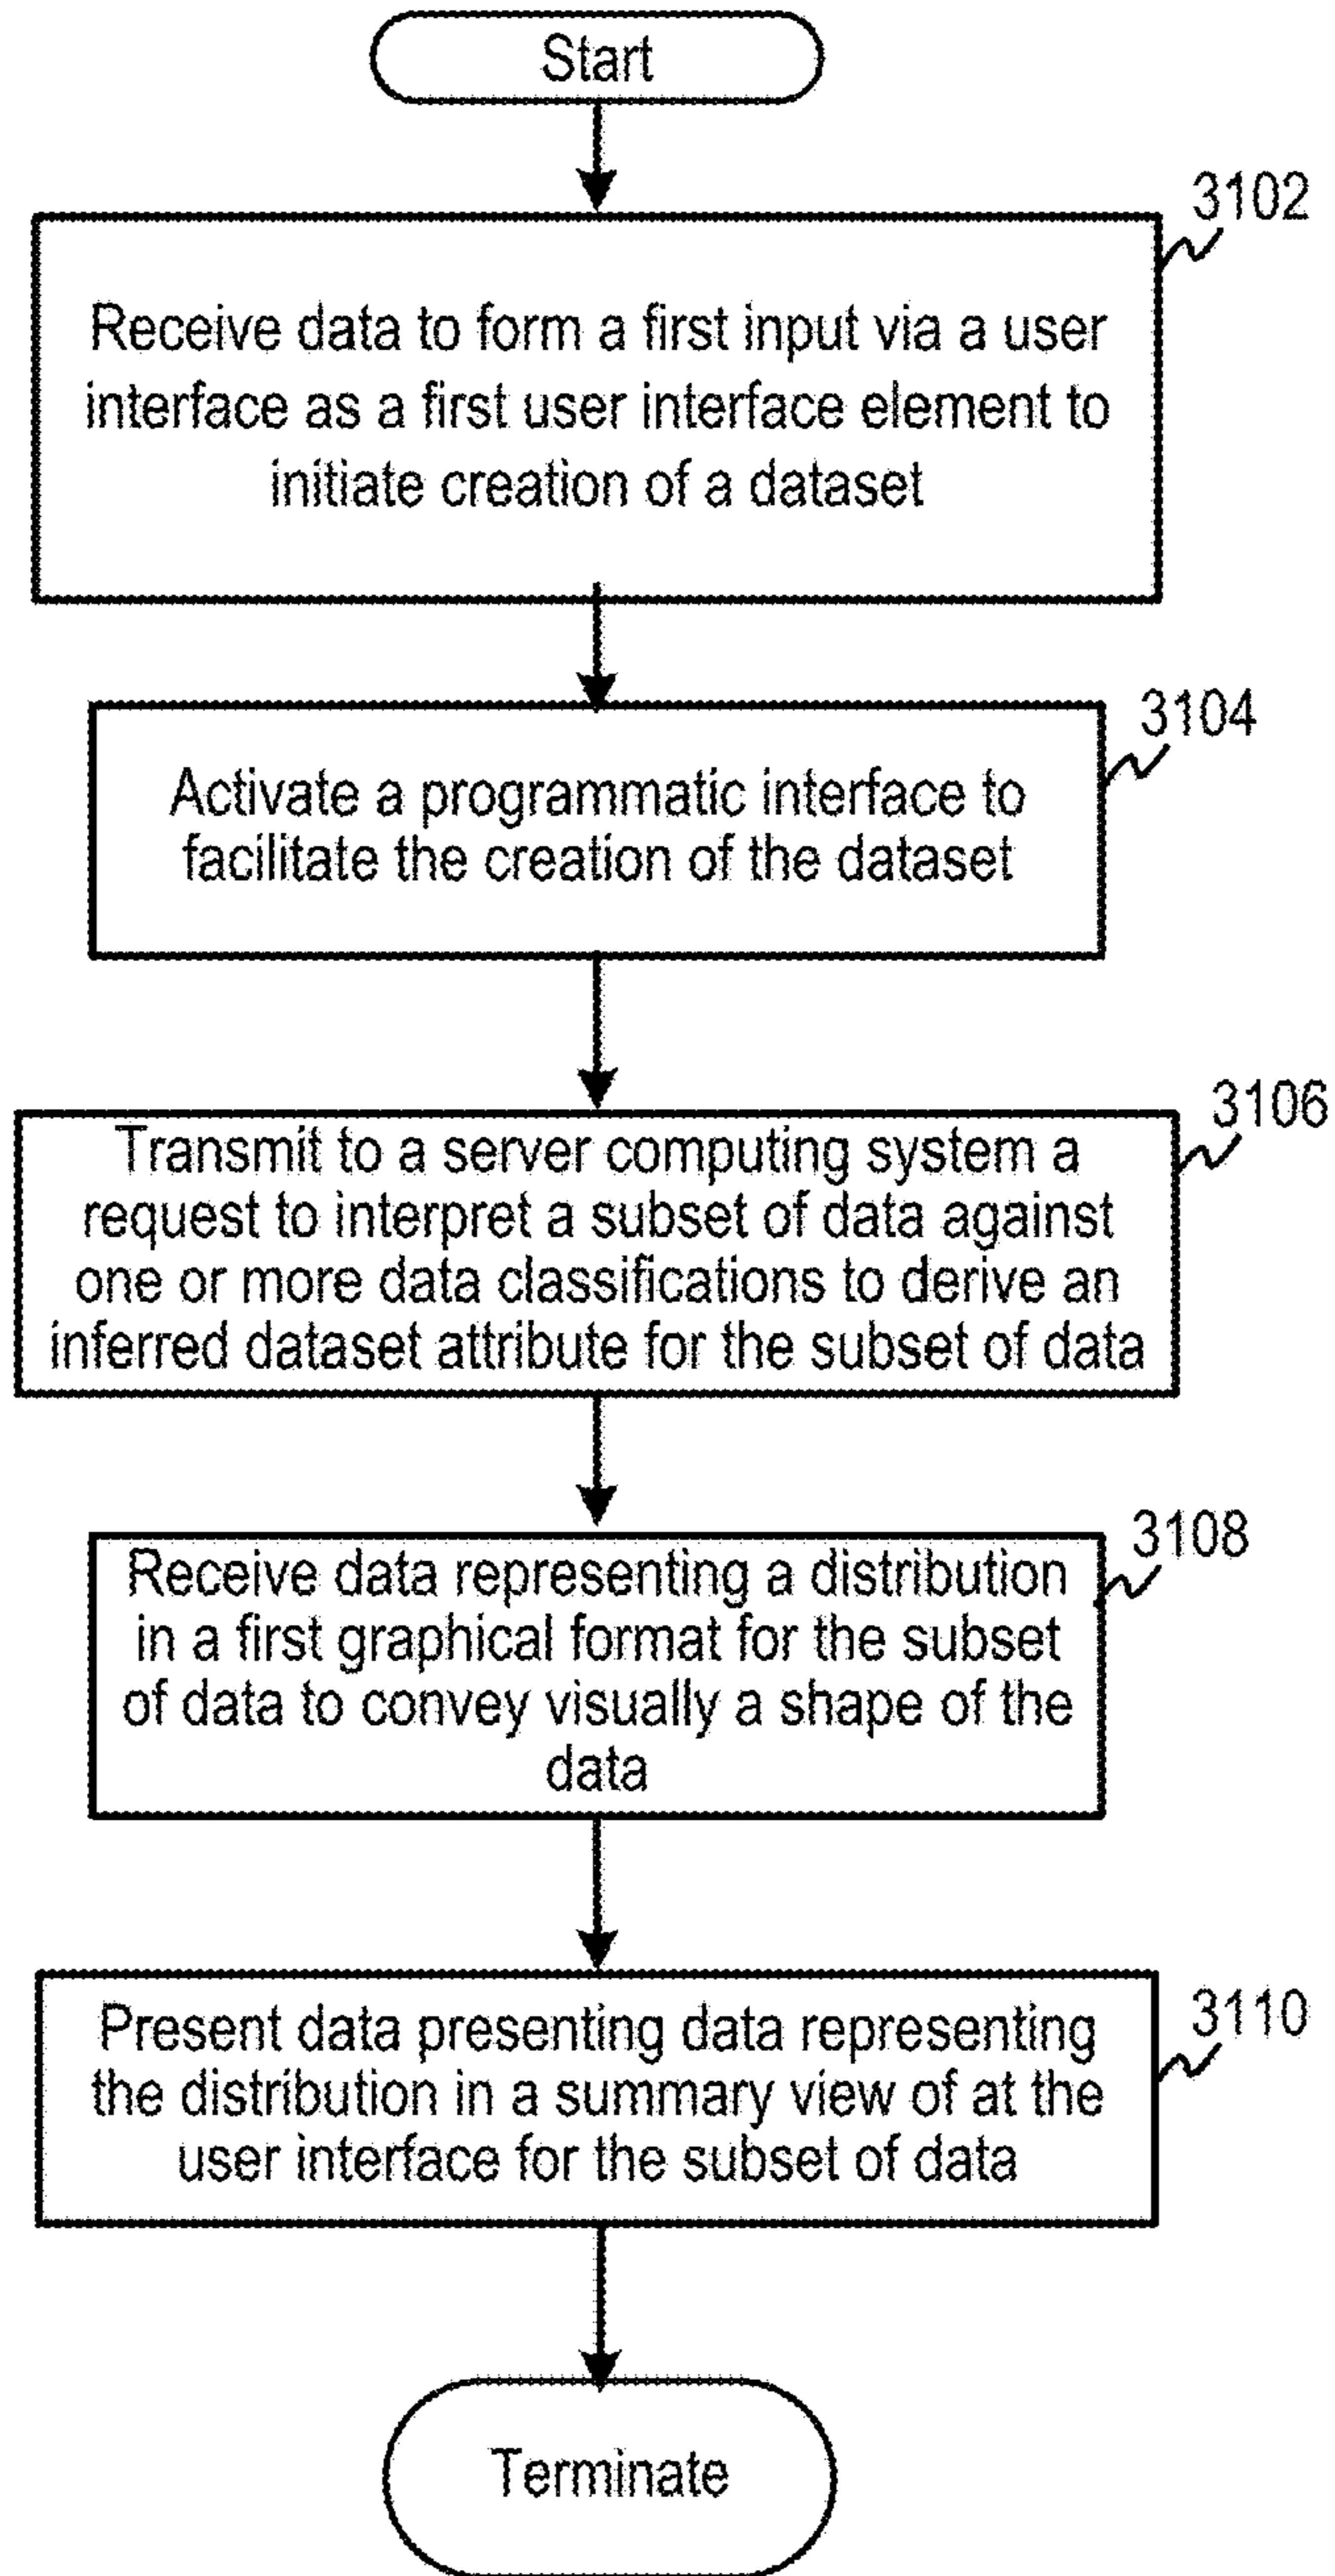 Start
3102
Receive data to form a first input via a user
interface as a first user interface element to
initiate creation of a dataset
3104
Activate a programmatic interface to
facilitate the creation of the dataset
3106
Transmit to a server computing system a
request to interpret a subset of data against
one or more data classifications to derive an
inferred dataset attribute for the subset of data
3108
Receive data representing a distribution
in a first graphical format for the subset
of data to convey visually a shape of the
data
3110
Present data presenting data representing
the distribution in a summary view of at the
user interface for the subset of data
Terminate